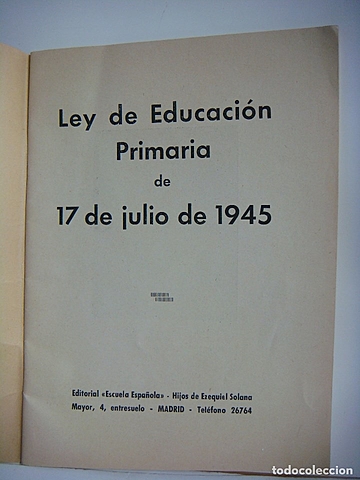 Ley de Educación
Primaria
de
17 de julio de 1945
Editorial «Escuela Española» - Hijos de Ezequiel Solana
Mayor, 4, entresuelo - MADRID - Teléfono 26764
todocoleccion